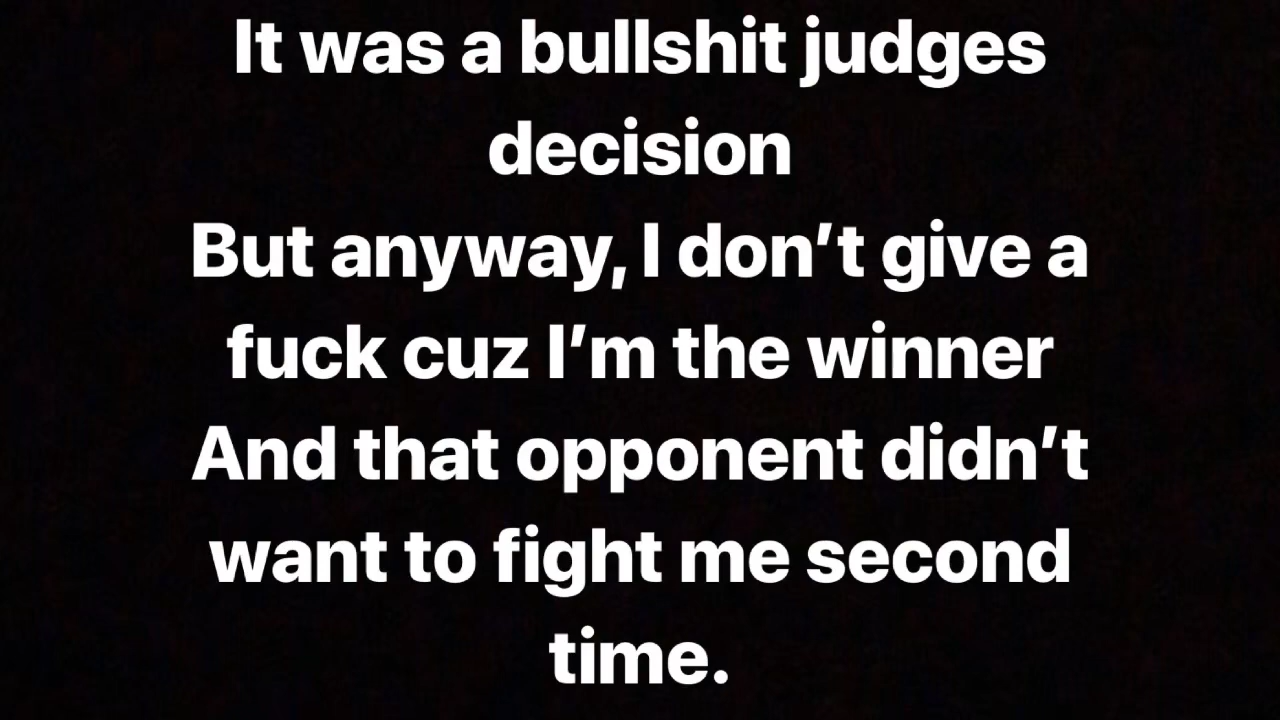 It was a bullshit judges
decision
But anyway, I don’t give a
fuck cuz I’m the winner
And that opponent didn’t
want to fight me second
time.